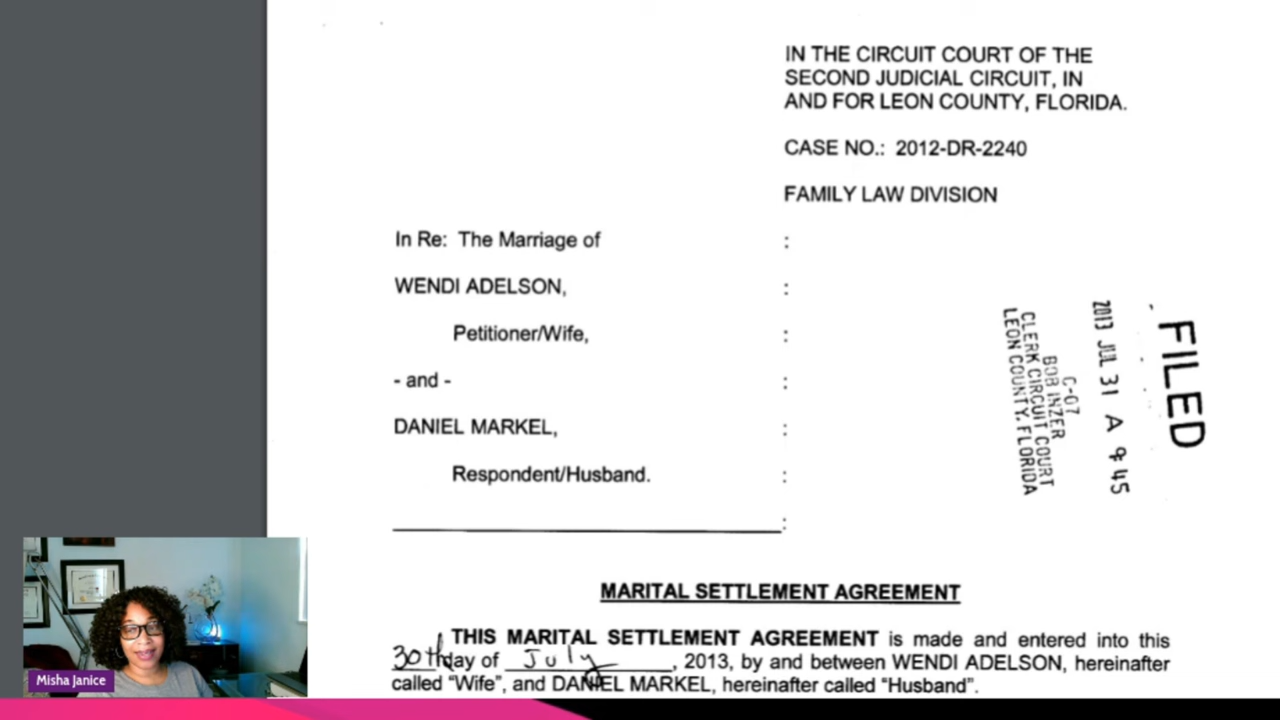 IN THE CIRCUIT COURT OF THE
SECOND JUDICIAL CIRCUIT, IN
AND FOR LEON COUNTY, FLORIDA.
CASE NO.: 2012-DR-2240
FAMILY LAW DIVISION
In Re: The Marriage of :
WENDI ADELSON, :
Petitioner/Wife, :
- and - :
DANIEL MARKEL, :
Respondent/Husband. :
:
FILED
2013 JUL 31 A 9:45
C-07
BOB INZER
CLERK CIRCUIT COURT
LEON COUNTY, FLORIDA
MARITAL SETTLEMENT AGREEMENT
THIS MARITAL SETTLEMENT AGREEMENT is made and entered into this
30th day of July, 2013, by and between WENDI ADELSON, hereinafter
called “Wife”, and DANIEL MARKEL, hereinafter called “Husband”.
Misha Janice